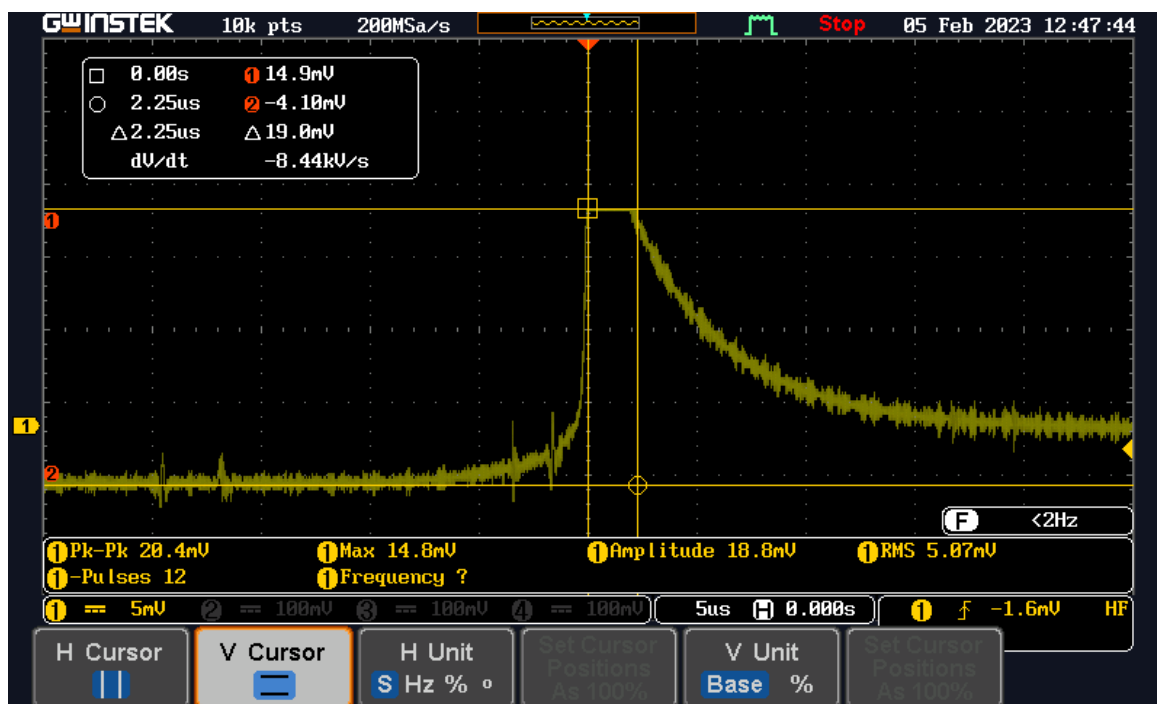 GWINSTEK 10k pts 200MSa/s Stop 05 Feb 2023 12:47:44
0.00s 1 14.9mV
2.25us 2 -4.10mV
△2.25us △19.0mV
dV/dt -8.44kV/s
1
1
2
F <2Hz
1 Pk-Pk 20.4mV 1 Max 14.8mV 1 Amplitude 18.8mV 1 RMS 5.07mV
1 -Pulses 12 1 Frequency ?
1 5mV 2 100mV 3 100mV 4 100mV 5us H 0.000s 1 -1.6mV HF
H Cursor V Cursor H Unit Set Cursor V Unit Set Cursor
Positions Positions
S Hz % o As 100% Base % As 100%